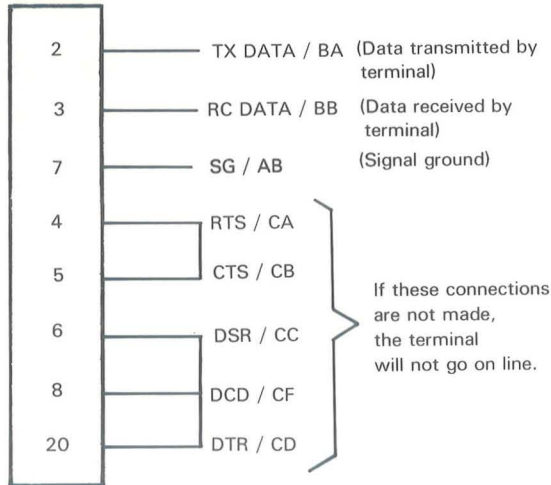 2 TX DATA / BA (Data transmitted by
terminal)
3 RC DATA / BB (Data received by
terminal)
7 SG / AB (Signal ground)
4 RTS / CA
5 CTS / CB
6 DSR / CC
8 DCD / CF
20 DTR / CD
If these connections
are not made,
the terminal
will not go on line.